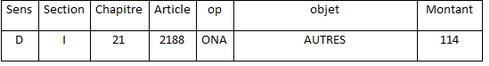 Sens Section Chapitre Article op objet Montant
D I 21 2188 ONA AUTRES 114